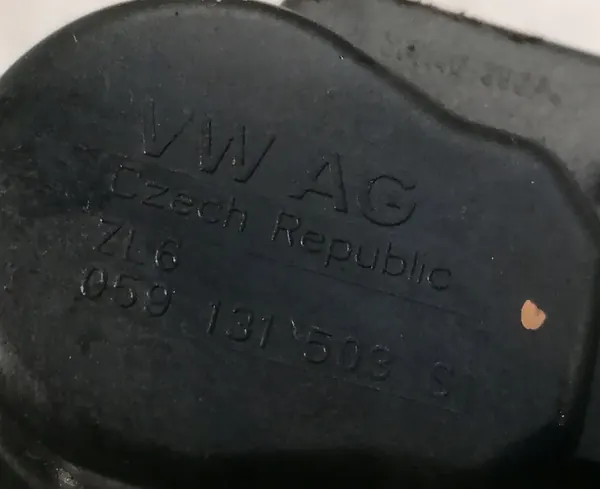 VW AG
Czech Republic
ZL6
059 131 503 S